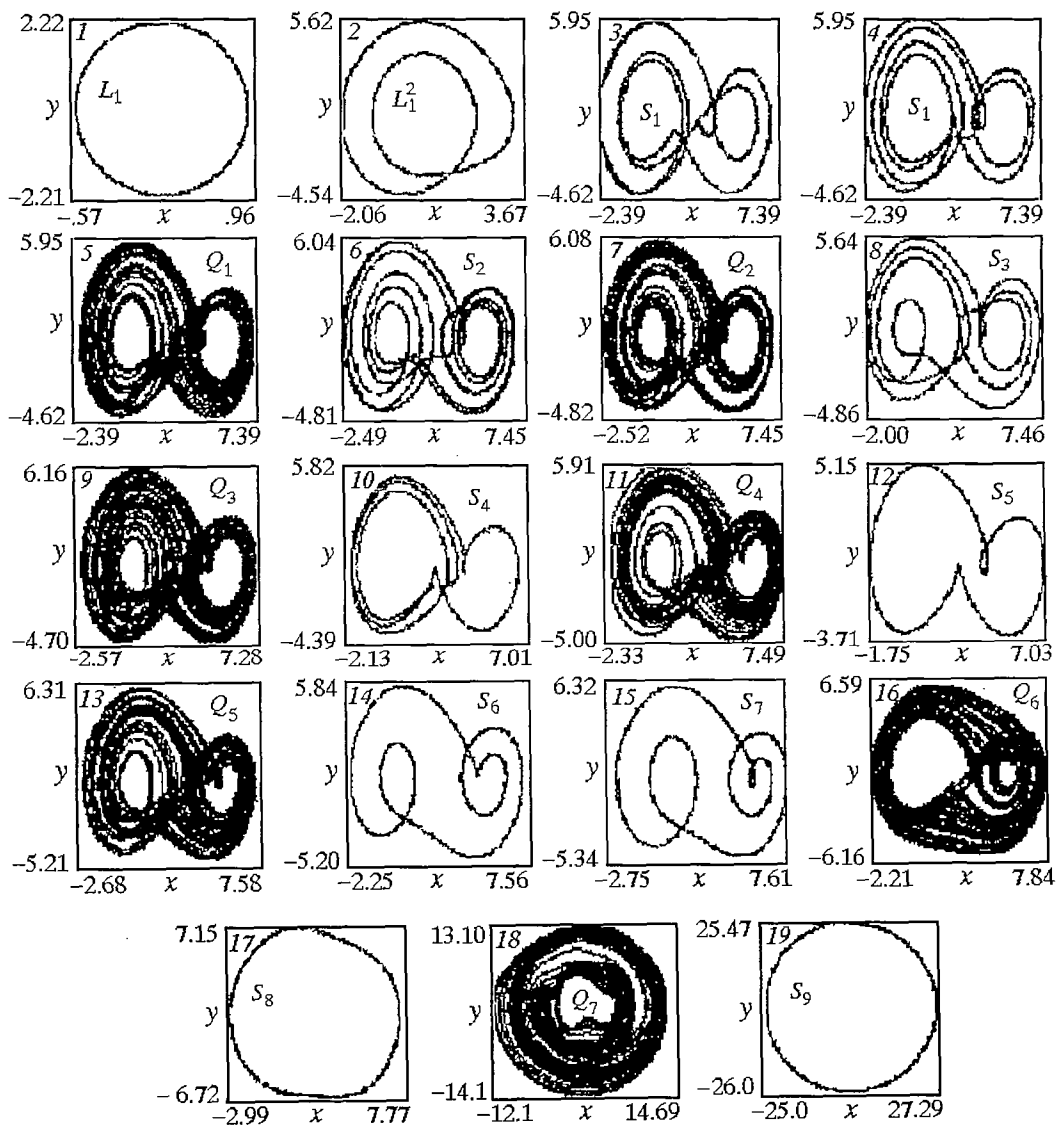 2.22 1 y L₁ −2.21 −.57 x .96
5.62 2 y L₁² −4.54 −2.06 x 3.67
5.95 3 y S₁ −4.62 −2.39 x 7.39
5.95 4 y S₁ −4.62 −2.39 x 7.39
5.95 5 y Q₁ −4.62 −2.39 x 7.39
6.04 6 y S₂ −4.81 −2.49 x 7.45
6.08 7 y Q₂ −4.82 −2.52 x 7.45
5.64 8 y S₃ −4.86 −2.00 x 7.46
6.16 9 y Q₃ −4.70 −2.57 x 7.28
5.82 10 y S₄ −4.39 −2.13 x 7.01
5.91 11 y Q₄ −5.00 −2.33 x 7.49
5.15 12 y S₅ −3.71 −1.75 x 7.03
6.31 13 y Q₅ −5.21 −2.68 x 7.58
5.84 14 y S₆ −5.20 −2.25 x 7.56
6.32 15 y S₇ −5.34 −2.75 x 7.61
6.59 16 y Q₆ −6.16 −2.21 x 7.84
7.15 17 y S₈ −6.72 −2.99 x 7.77
13.10 18 y Q₇ −14.1 −12.1 x 14.69
25.47 19 y S₉ −26.0 −25.0 x 27.29